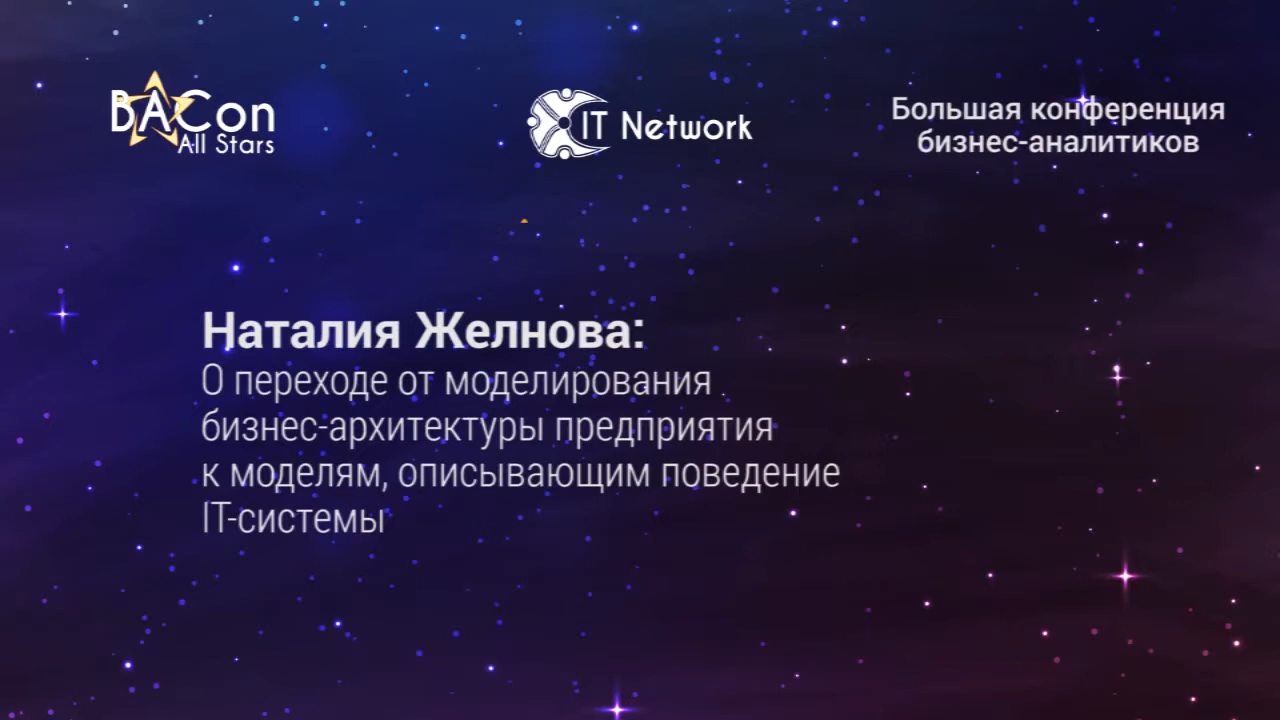 BACon
All Stars
IT Network
Большая конференция
бизнес-аналитиков
Наталия Желнова:
О переходе от моделирования
бизнес-архитектуры предприятия
к моделям, описывающим поведение
IT-системы